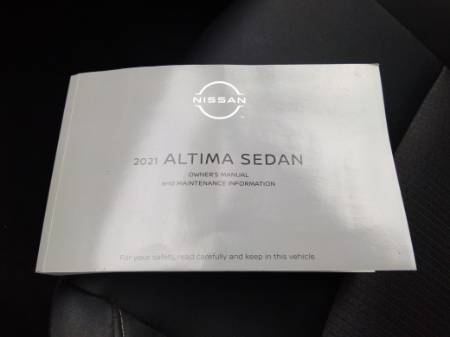 NISSAN
2021 ALTIMA SEDAN
OWNER'S MANUAL
and MAINTENANCE INFORMATION
For your safety, read carefully and keep in this vehicle.